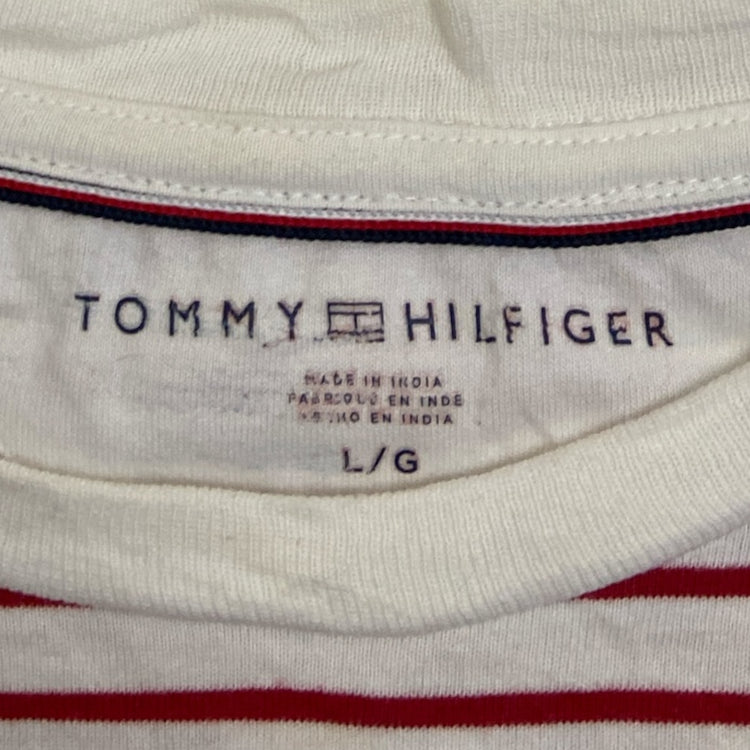 TOMMY HILFIGER
MADE IN INDIA
FABRIQUÉ EN INDE
HECHO EN INDIA
L/G